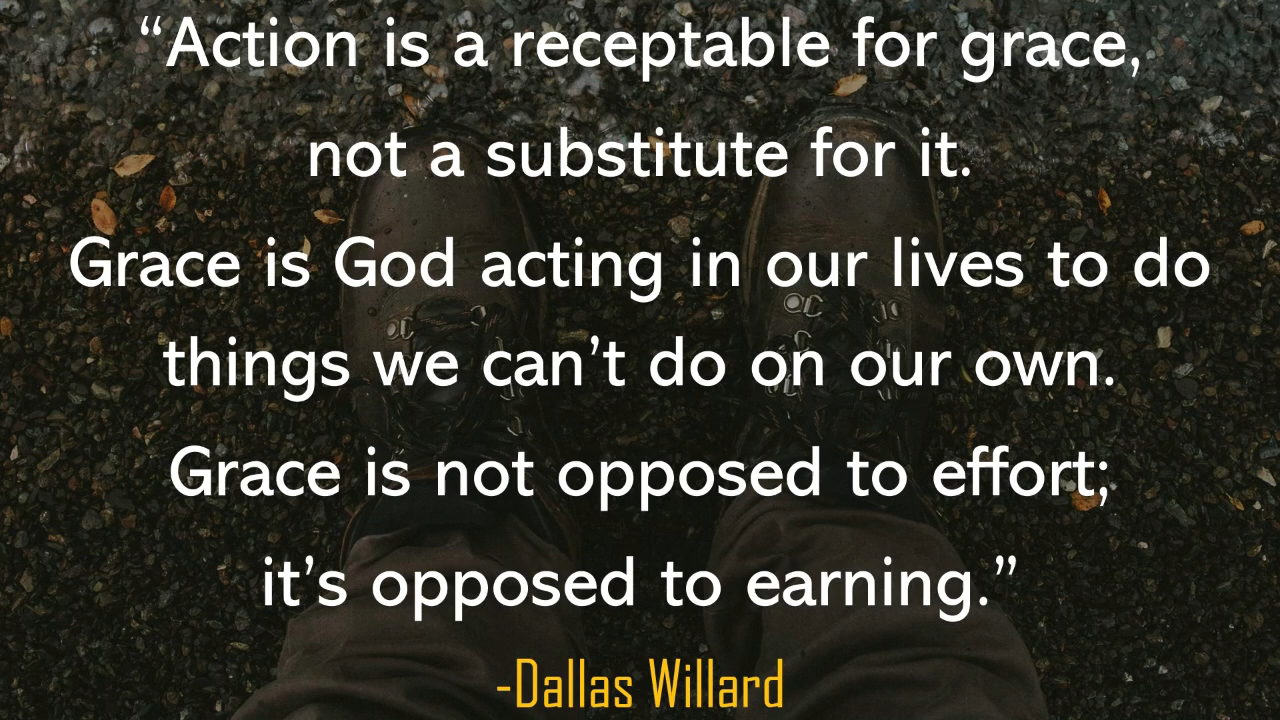 “Action is a receptable for grace,
not a substitute for it.
Grace is God acting in our lives to do
things we can’t do on our own.
Grace is not opposed to effort;
it’s opposed to earning.”
-Dallas Willard